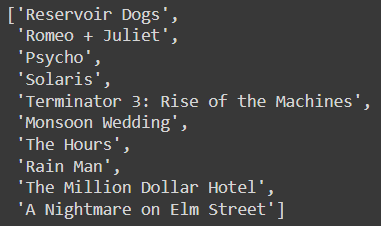 ['Reservoir Dogs',
'Romeo + Juliet',
'Psycho',
'Solaris',
'Terminator 3: Rise of the Machines',
'Monsoon Wedding',
'The Hours',
'Rain Man',
'The Million Dollar Hotel',
'A Nightmare on Elm Street']